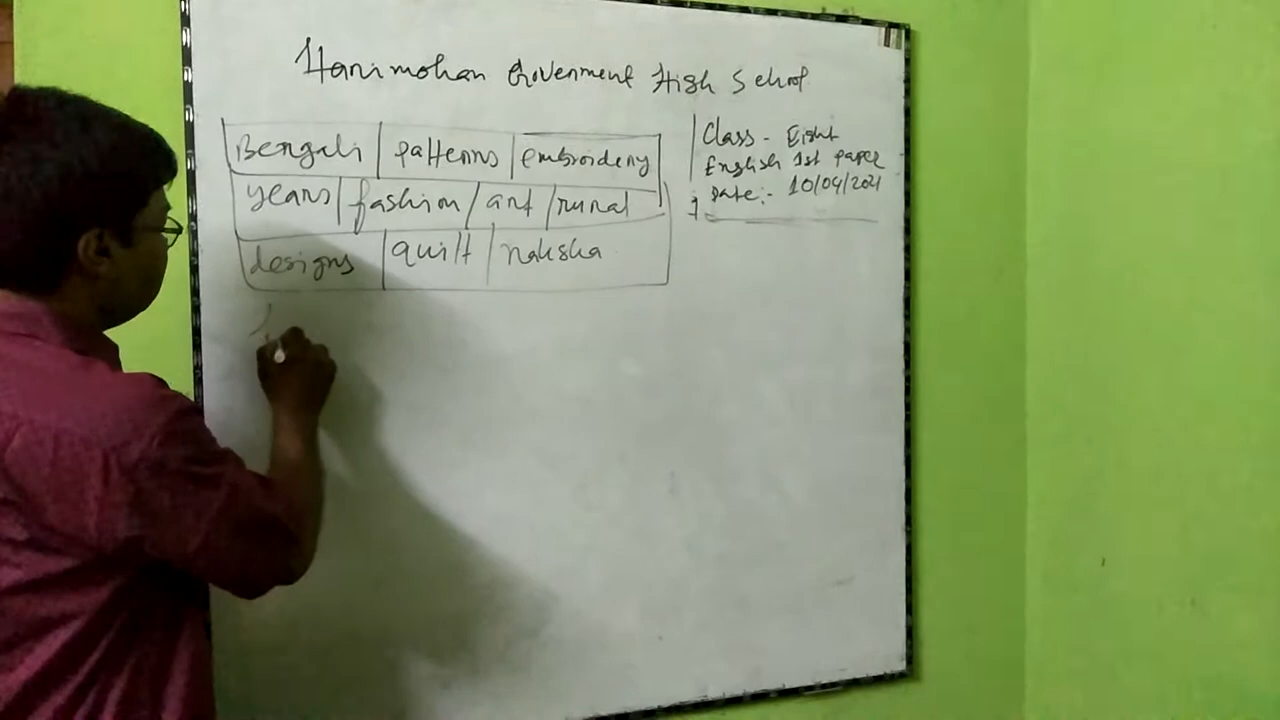 Harimohan Government High School
Bengali | patterns | embroidery
years | fashion / art / rural
designs | quilt | naksha
Class - Eight
English 1st paper
Date:- 10/04/2021